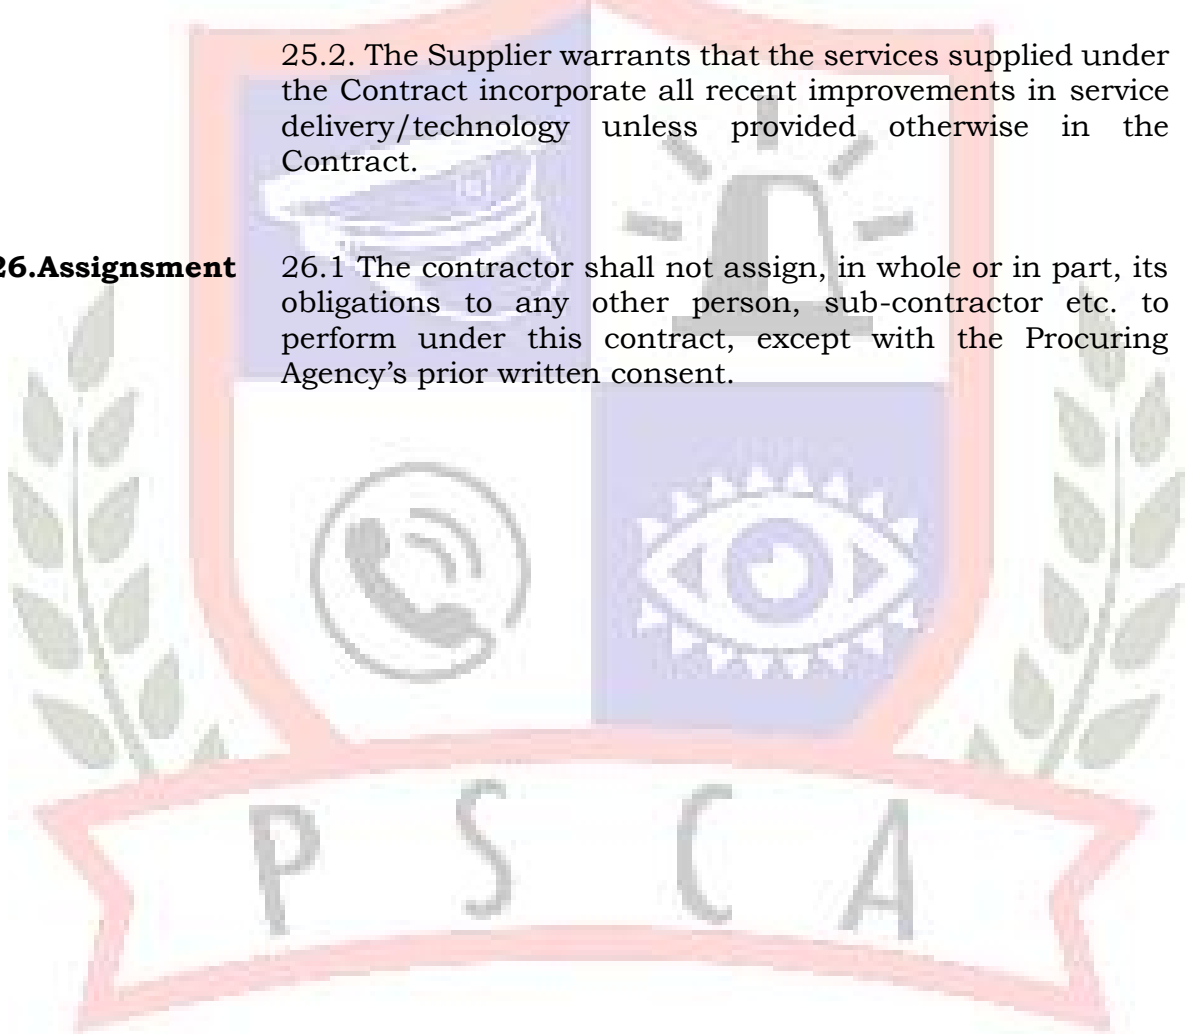 25.2. The Supplier warrants that the services supplied under
the Contract incorporate all recent improvements in service
delivery/technology unless provided otherwise in the
Contract.
26.Assignsment 26.1 The contractor shall not assign, in whole or in part, its
obligations to any other person, sub-contractor etc. to
perform under this contract, except with the Procuring
Agency’s prior written consent.
P S C A